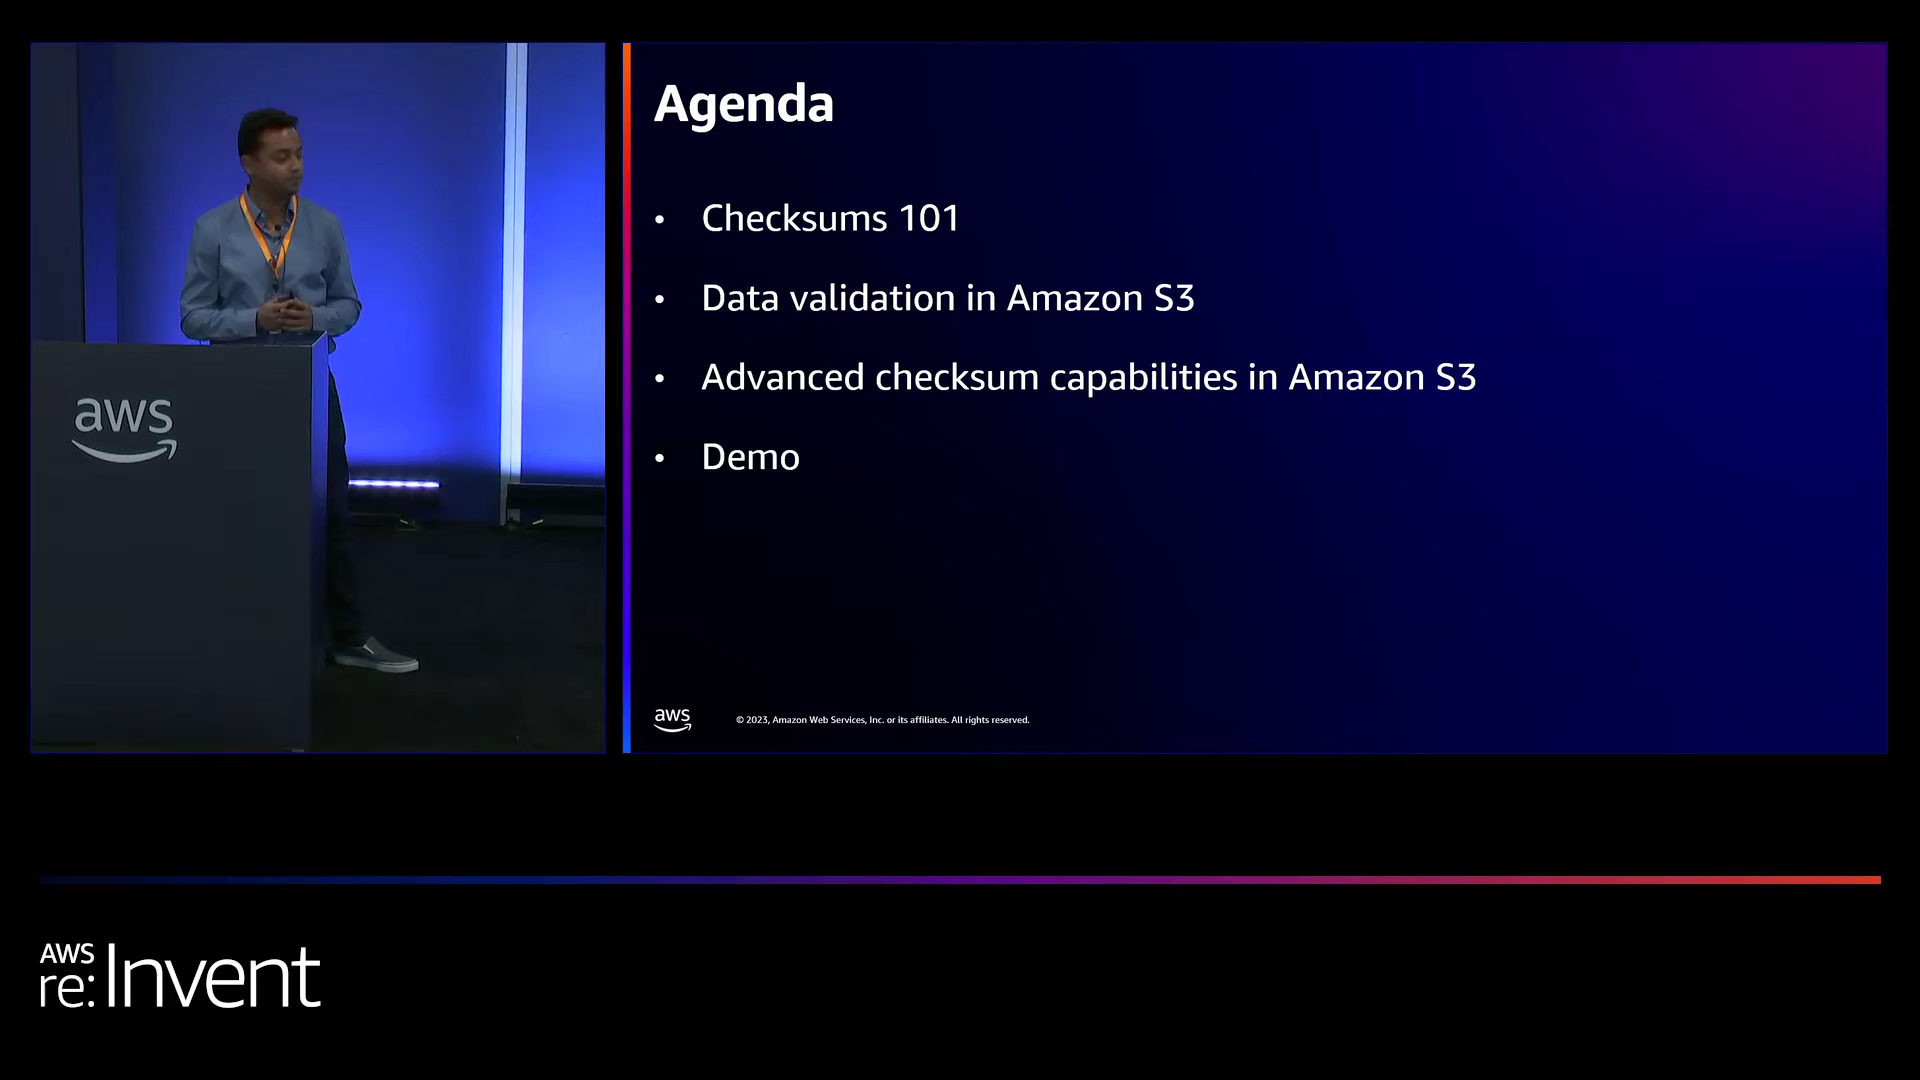 aws
Agenda
• Checksums 101
• Data validation in Amazon S3
• Advanced checksum capabilities in Amazon S3
• Demo
aws
© 2023, Amazon Web Services, Inc. or its affiliates. All rights reserved.
AWS
re:Invent